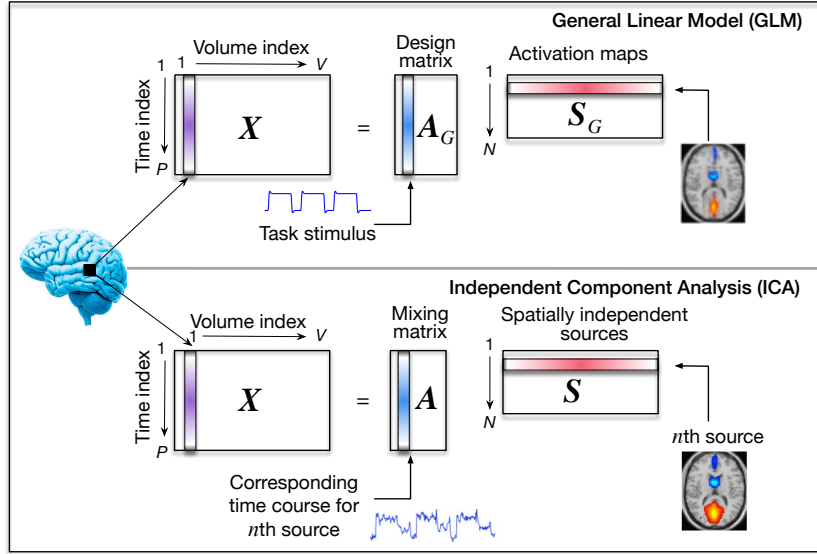 General Linear Model (GLM)
Volume index
1 1 V
Time index
P
X
=
Design
matrix
A_G
Activation maps
1
N
S_G
Task stimulus
Independent Component Analysis (ICA)
Volume index
1 1 V
Time index
P
X
=
Mixing
matrix
A
Spatially independent
sources
1
N
S
nth source
Corresponding
time course for
nth source